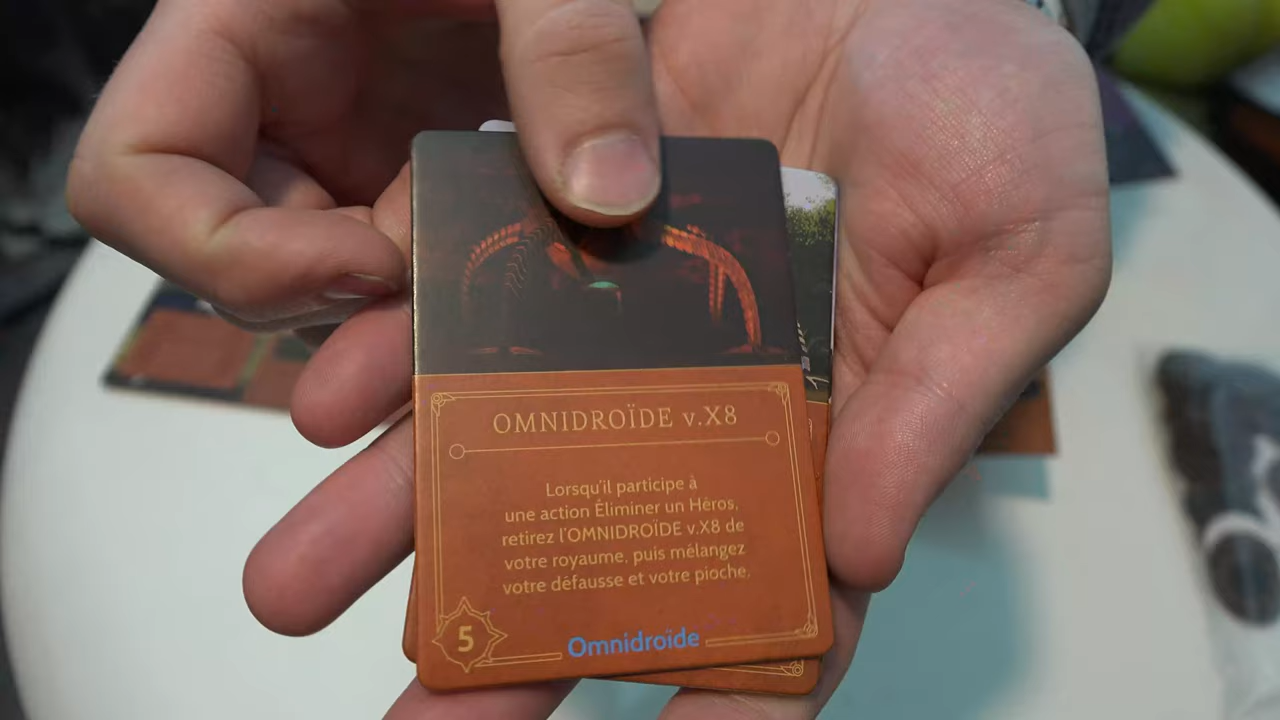 OMNIDROÏDE v.X8
Lorsqu'il participe à
une action Éliminer un Héros,
retirez l'OMNIDROÏDE v.X8 de
votre royaume, puis mélangez
votre défausse et votre pioche.
5
Omnidroïde